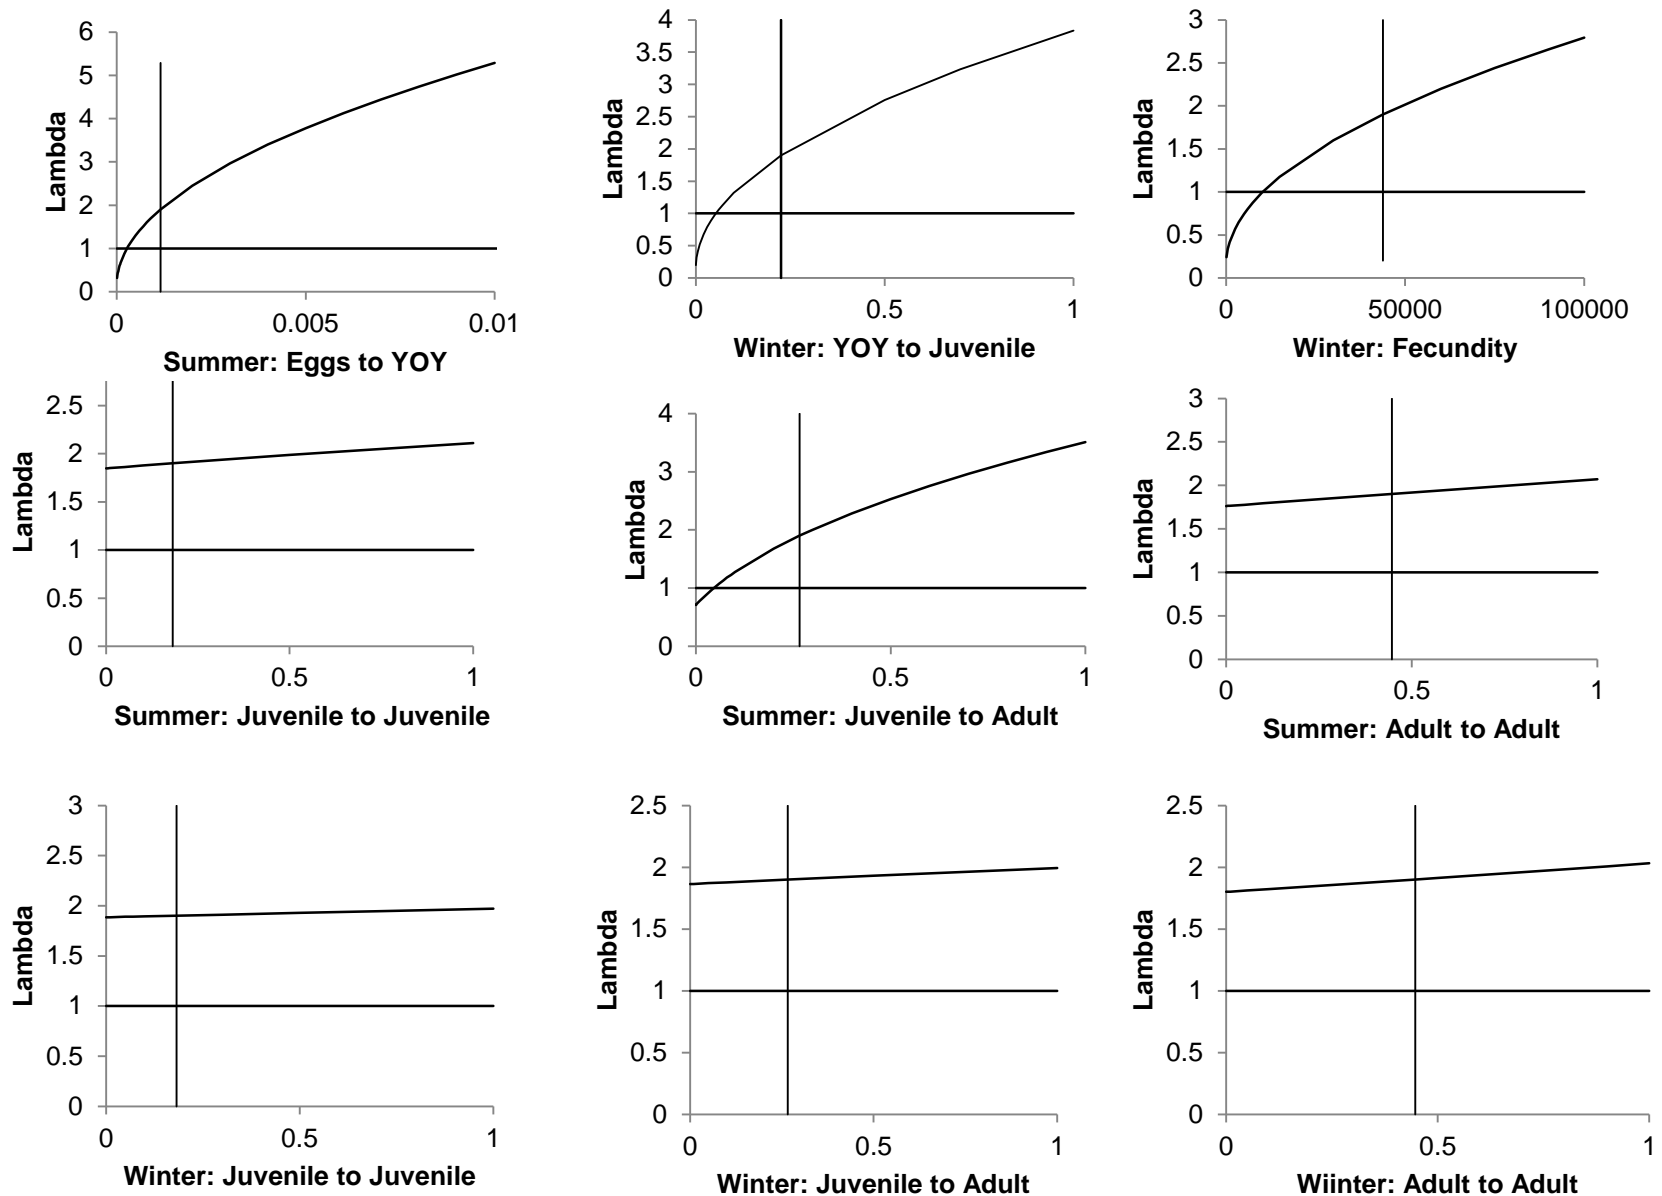 6
5
4
3
2
1
0
Lambda
0 0.005 0.01
Summer: Eggs to YOY
4
3.5
3
2.5
2
1.5
1
0.5
0
Lambda
0 0.5 1
Winter: YOY to Juvenile
3
2.5
2
1.5
1
0.5
0
Lambda
0 50000 100000
Winter: Fecundity
2.5
2
1.5
1
0.5
0
Lambda
0 0.5 1
Summer: Juvenile to Juvenile
4
3
2
1
0
Lambda
0 0.5 1
Summer: Juvenile to Adult
3
2.5
2
1.5
1
0.5
0
Lambda
0 0.5 1
Summer: Adult to Adult
3
2.5
2
1.5
1
0.5
0
Lambda
0 0.5 1
Winter: Juvenile to Juvenile
2.5
2
1.5
1
0.5
0
Lambda
0 0.5 1
Winter: Juvenile to Adult
2.5
2
1.5
1
0.5
0
Lambda
0 0.5 1
Wiinter: Adult to Adult